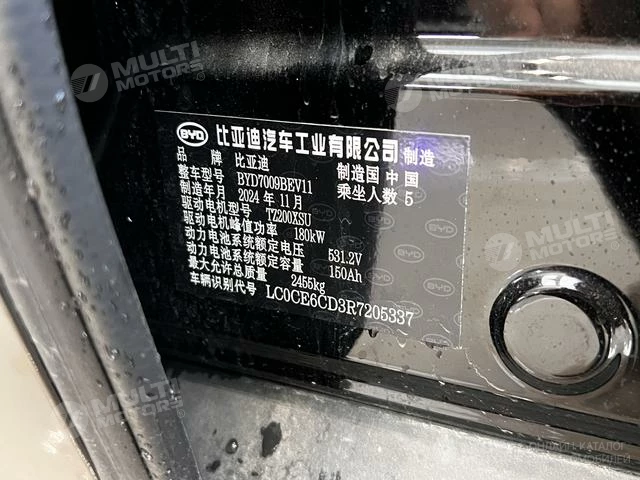 MULTI
MOTORS®
BYD 比亚迪汽车工业有限公司 制造
品 牌 比亚迪 制造国 中国
整车型号 BYD7009BEV11 乘坐人数 5
制造年月 2024 年 11 月
驱动电机型号 TZ200XSU
驱动电机峰值功率 180kW
动力电池系统额定电压 531.2V
动力电池系统额定容量 150Ah
最大允许总质量 2455kg
车辆识别代号 LC0CE6CD3R7205337
MULTI
MOTORS®
MULTI
MOTORS®
КАТАЛОГ